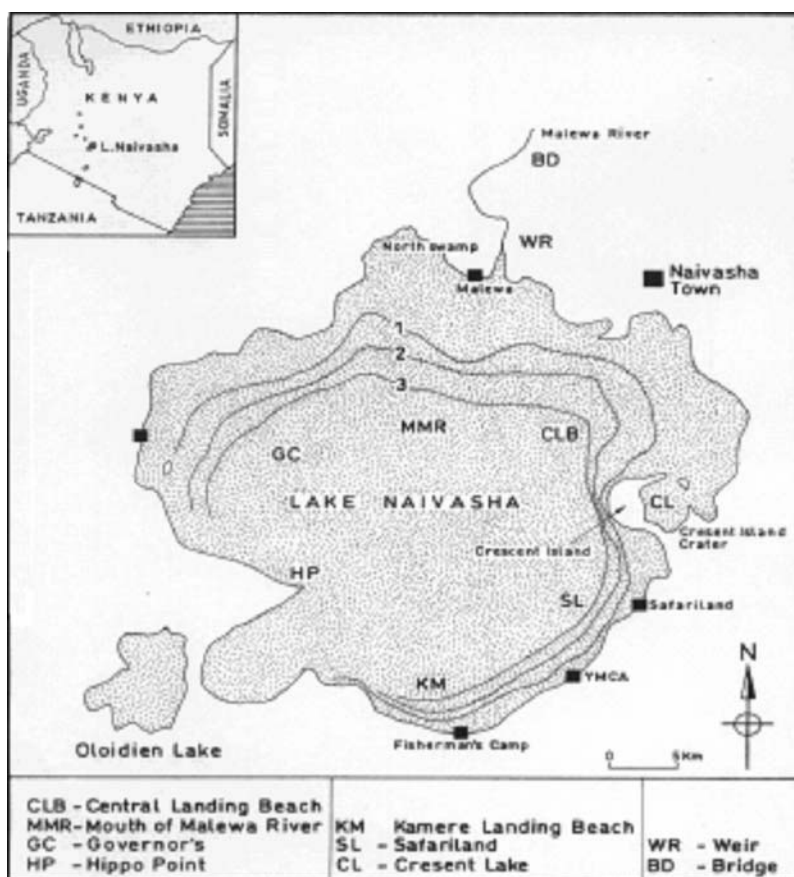 ETHIOPIA
UGANDA
KENYA
SOMALIA
L.Naivasha
TANZANIA
Malewa River
BD
WR
North swamp
Malewa
Naivasha
Town
1
2
3
MMR
CLB
GC
LAKE NAIVASHA
CL
Cresent Island
Crater
Crescent Island
HP
SL
Safariland
KM
YMCA
N
Fisherman's Camp
Oloidien Lake
0 5Km
CLB - Central Landing Beach
MMR - Mouth of Malewa River
GC - Governor's
HP - Hippo Point
KM Kamere Landing Beach
SL - Safariland
CL - Cresent Lake
WR - Weir
BD - Bridge